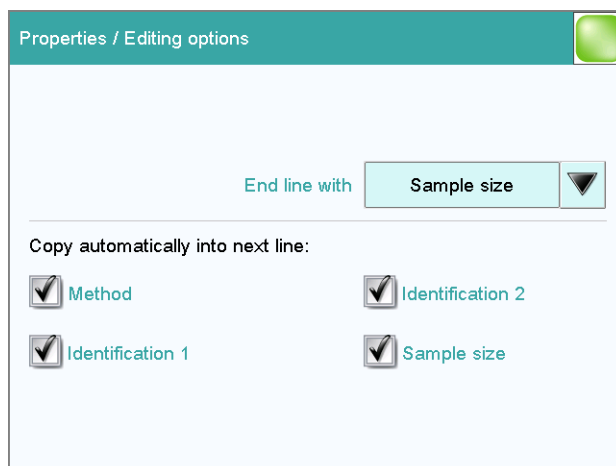 Properties / Editing options
End line with Sample size
Copy automatically into next line:
Method Identification 2
Identification 1 Sample size